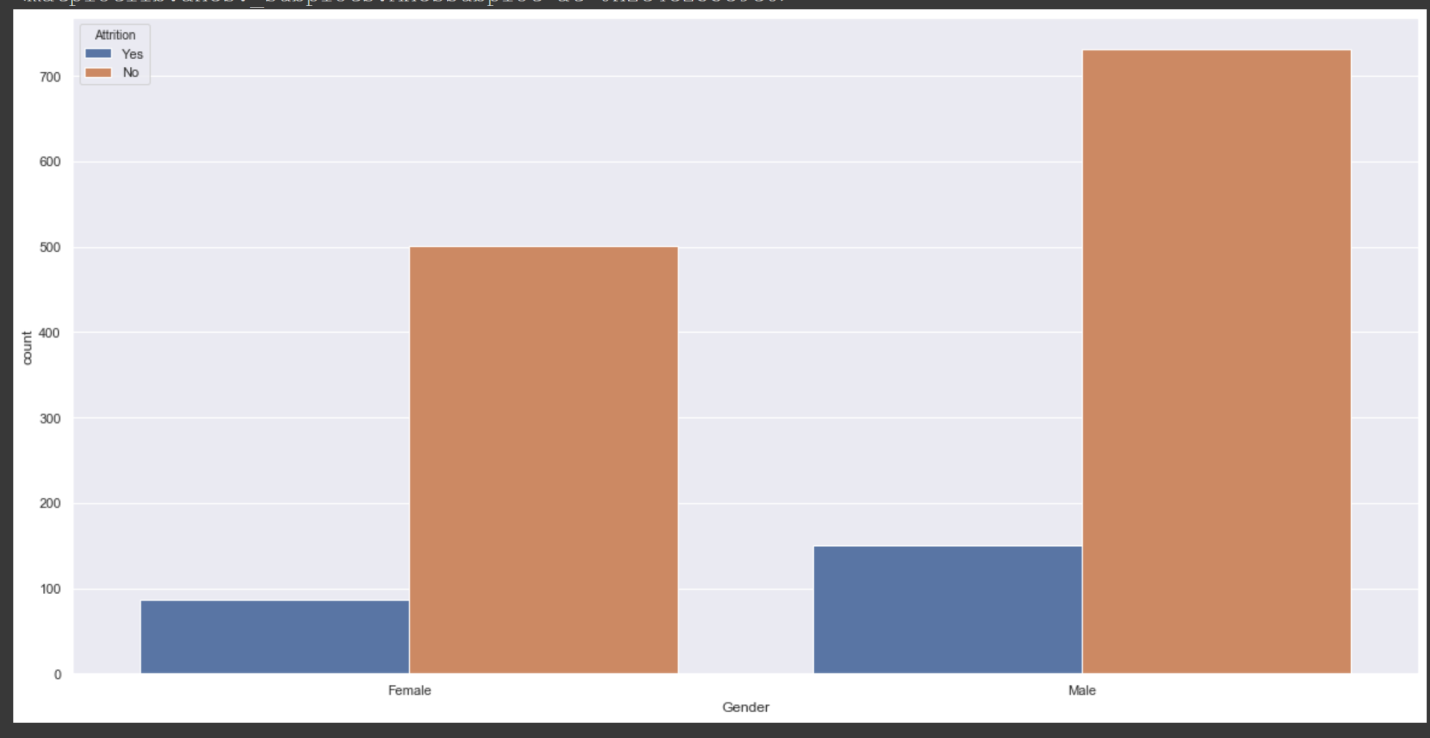 Attrition
Yes
No
700
600
500
400
300
200
100
0
count
Female
Male
Gender